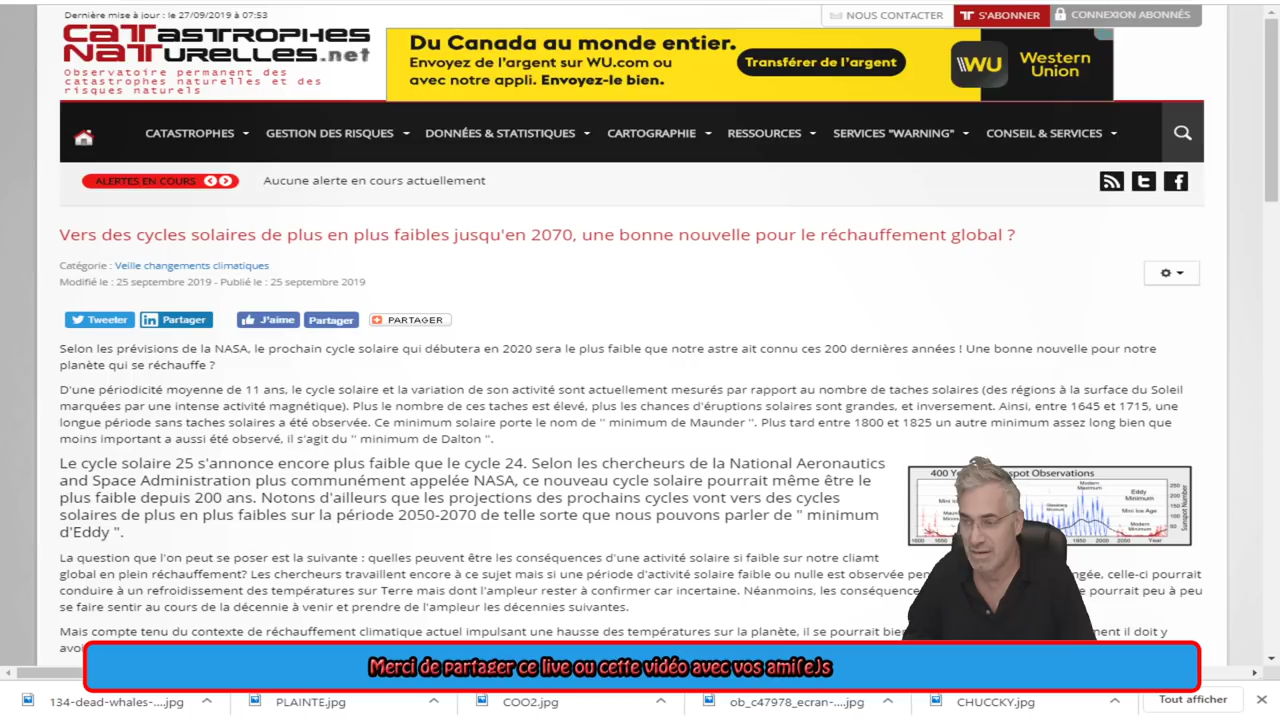 Dernière mise à jour : le 27/09/2019 à 07:53
NOUS CONTACTER
S'ABONNER
CONNEXION ABONNÉS
CATASTROPHES
NATURELLES.net
Observatoire permanent des
catastrophes naturelles et des
risques naturels
Du Canada au monde entier.
Envoyez de l'argent sur WU.com ou
avec notre appli. Envoyez-le bien.
Transférer de l'argent
WU
Western
Union
CATASTROPHES
GESTION DES RISQUES
DONNÉES & STATISTIQUES
CARTOGRAPHIE
RESSOURCES
SERVICES "WARNING"
CONSEIL & SERVICES
ALERTES EN COURS
Aucune alerte en cours actuellement
Vers des cycles solaires de plus en plus faibles jusqu'en 2070, une bonne nouvelle pour le réchauffement global ?
Catégorie : Veille changements climatiques
Modifié le : 25 septembre 2019 - Publié le : 25 septembre 2019
Tweeter
Partager
J'aime
Partager
PARTAGER
Selon les prévisions de la NASA, le prochain cycle solaire qui débutera en 2020 sera le plus faible que notre astre ait connu ces 200 dernières années ! Une bonne nouvelle pour notre
planète qui se réchauffe ?
D'une périodicité moyenne de 11 ans, le cycle solaire et la variation de son activité sont actuellement mesurés par rapport au nombre de taches solaires (des régions à la surface du Soleil
marquées par une intense activité magnétique). Plus le nombre de ces taches est élevé, plus les chances d'éruptions solaires sont grandes, et inversement. Ainsi, entre 1645 et 1715, une
longue période sans taches solaires a été observée. Ce minimum solaire porte le nom de " minimum de Maunder ". Plus tard entre 1800 et 1825 un autre minimum assez long bien que
moins important a aussi été observé, il s'agit du " minimum de Dalton ".
Le cycle solaire 25 s'annonce encore plus faible que le cycle 24. Selon les chercheurs de la National Aeronautics
and Space Administration plus communément appelée NASA, ce nouveau cycle solaire pourrait même être le
plus faible depuis 200 ans. Notons d'ailleurs que les projections des prochains cycles vont vers des cycles
solaires de plus en plus faibles sur la période 2050-2070 de telle sorte que nous pouvons parler de " minimum
d'Eddy ".
400 Ye
spot Observations
Modern
Maximum
Eddy
Minimum
Mini Ice Age
Modern
Minimum
Sunspot Number
250
200
150
100
50
1600
1950
2000
2050
Year
La question que l'on peut se poser est la suivante : quelles peuvent être les conséquences d'une activité solaire si faible sur notre cliamt
global en plein réchauffement? Les chercheurs travaillent encore à ce sujet mais si une période d'activité solaire faible ou nulle est observée celle-ci pourrait
conduire à un refroidissement des températures sur Terre mais dont l'ampleur rester à confirmer car incertaine. Néanmoins, les pourrait peu à peu
se faire sentir au cours de la décennie à venir et prendre de l'ampleur les décennies suivantes.
Mais compte tenu du contexte de réchauffement climatique actuel impulsant une hausse des températures sur la planète, il se pourrait il doit y
Merci de partager ce live ou cette vidéo avec vos ami(e)s
134-dead-whales-....jpg
PLAINTE.jpg
COO2.jpg
ob_c47978_ecran-....jpg
CHUCCKY.jpg
Tout afficher